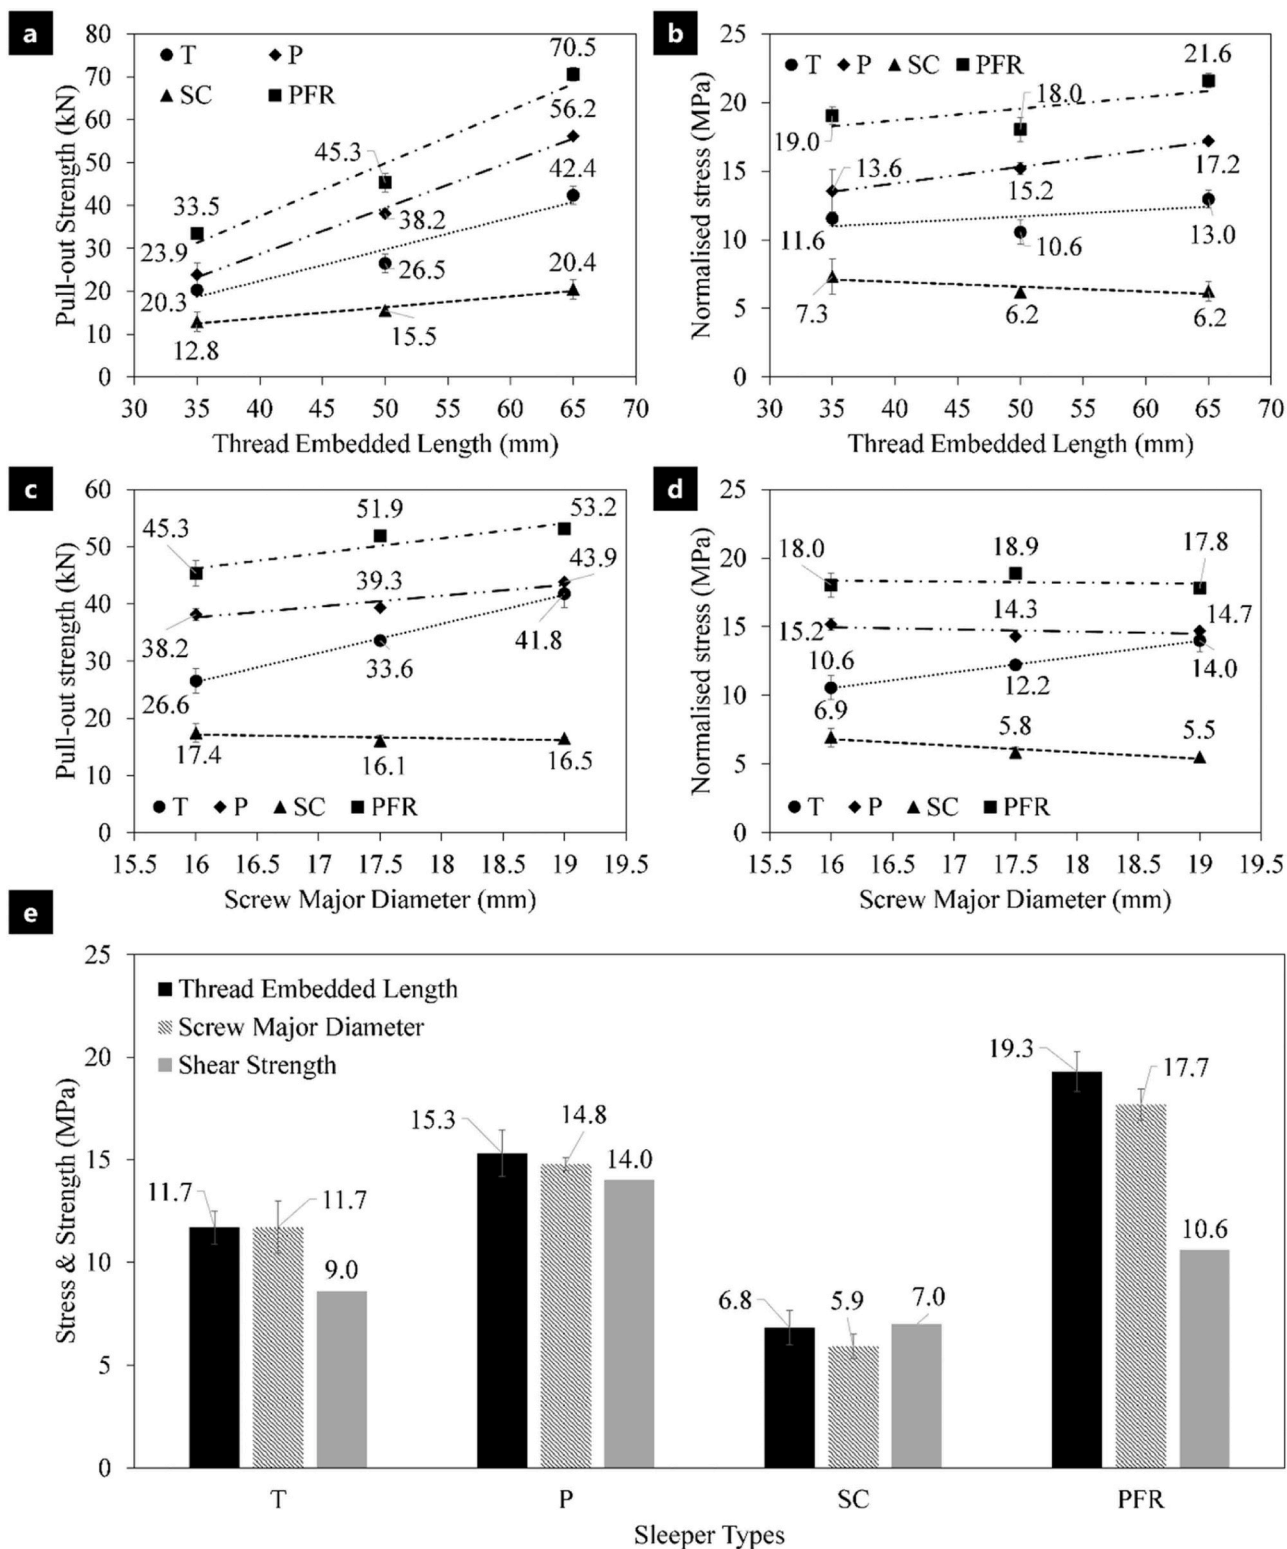 a
80
70
60
50
40
30
20
10
0
Pull-out Strength (kN)
T P
SC PFR
33.5
23.9
20.3
12.8
45.3
38.2
26.5
15.5
70.5
56.2
42.4
20.4
30 35 40 45 50 55 60 65 70
Thread Embedded Length (mm)
b
25
20
15
10
5
0
Normalised stress (MPa)
T P SC PFR
19.0
13.6
11.6
7.3
18.0
15.2
10.6
6.2
21.6
17.2
13.0
6.2
30 35 40 45 50 55 60 65 70
Thread Embedded Length (mm)
c
60
50
40
30
20
10
0
Pull-out strength (kN)
45.3
38.2
26.6
17.4
51.9
39.3
33.6
16.1
53.2
43.9
41.8
16.5
T P SC PFR
15.5 16 16.5 17 17.5 18 18.5 19 19.5
Screw Major Diameter (mm)
d
25
20
15
10
5
0
Normalised stress (MPa)
18.0
15.2
10.6
6.9
18.9
14.3
12.2
5.8
17.8
14.7
14.0
5.5
T P SC PFR
15.5 16 16.5 17 17.5 18 18.5 19 19.5
Screw Major Diameter (mm)
e
25
20
15
10
5
0
Stress & Strength (MPa)
Thread Embedded Length
Screw Major Diameter
Shear Strength
11.7 11.7 9.0
15.3 14.8 14.0
6.8 5.9 7.0
19.3 17.7 10.6
T P SC PFR
Sleeper Types